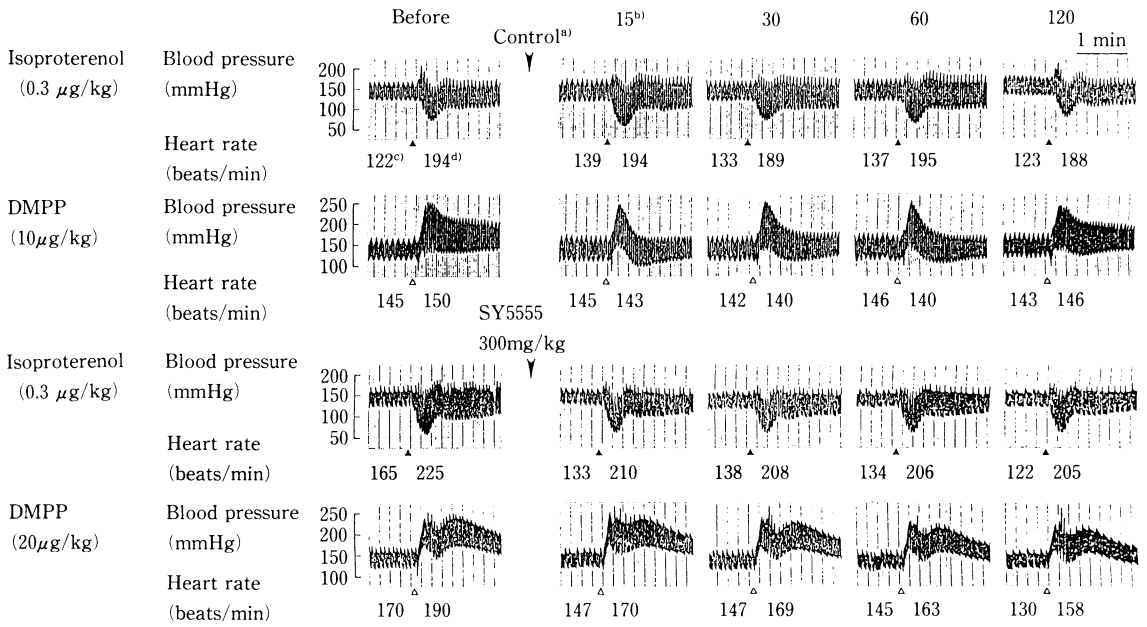 Before 15b) 30 60 120
Controla)
1 min
Isoproterenol Blood pressure
(0.3 μg/kg) (mmHg)
200
150
100
50
Heart rate
(beats/min)
122c) 194d) 139 194 133 189 137 195 123 188
DMPP Blood pressure
(10μg/kg) (mmHg)
250
200
150
100
Heart rate
(beats/min)
145 150 145 143 142 140 146 140 143 146
SY5555
300mg/kg
Isoproterenol Blood pressure
(0.3 μg/kg) (mmHg)
200
150
100
50
Heart rate
(beats/min)
165 225 133 210 138 208 134 206 122 205
DMPP Blood pressure
(20μg/kg) (mmHg)
250
200
150
100
Heart rate
(beats/min)
170 190 147 170 147 169 145 163 130 158